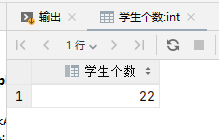 输出 学生个数:int
1 行
学生个数
1 22